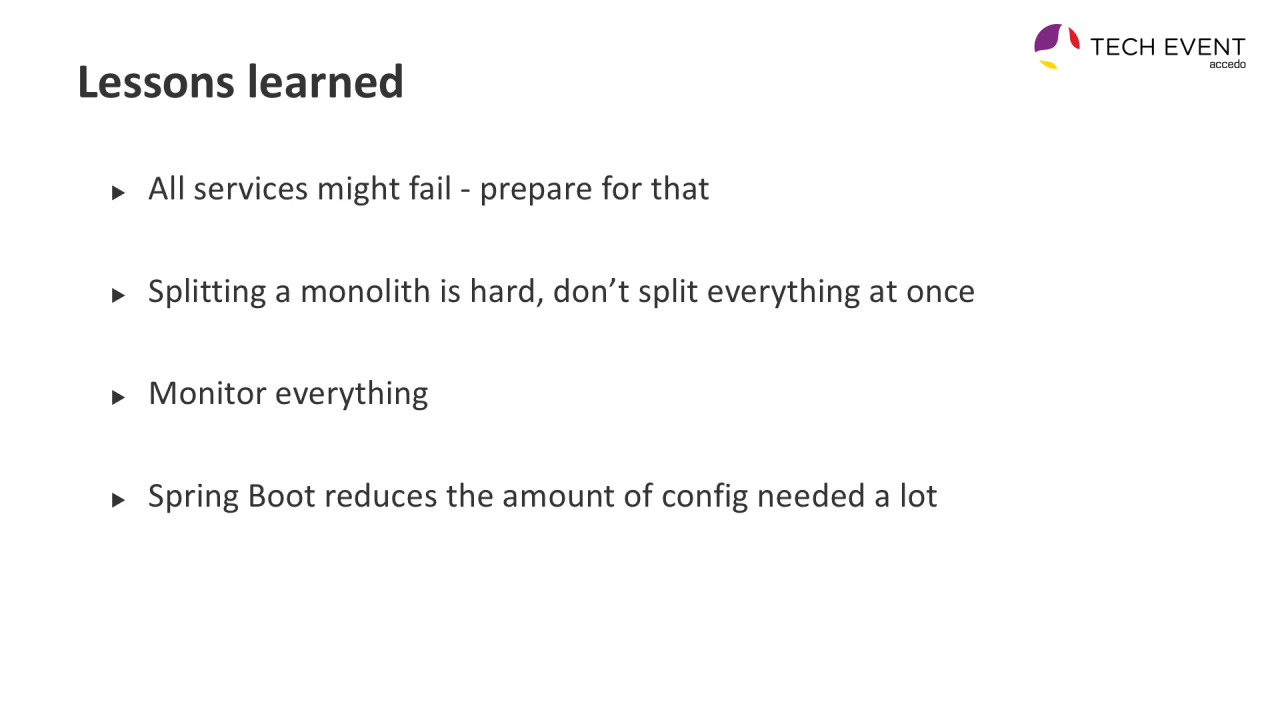 TECH EVENT
accedo
Lessons learned
All services might fail - prepare for that
Splitting a monolith is hard, don’t split everything at once
Monitor everything
Spring Boot reduces the amount of config needed a lot